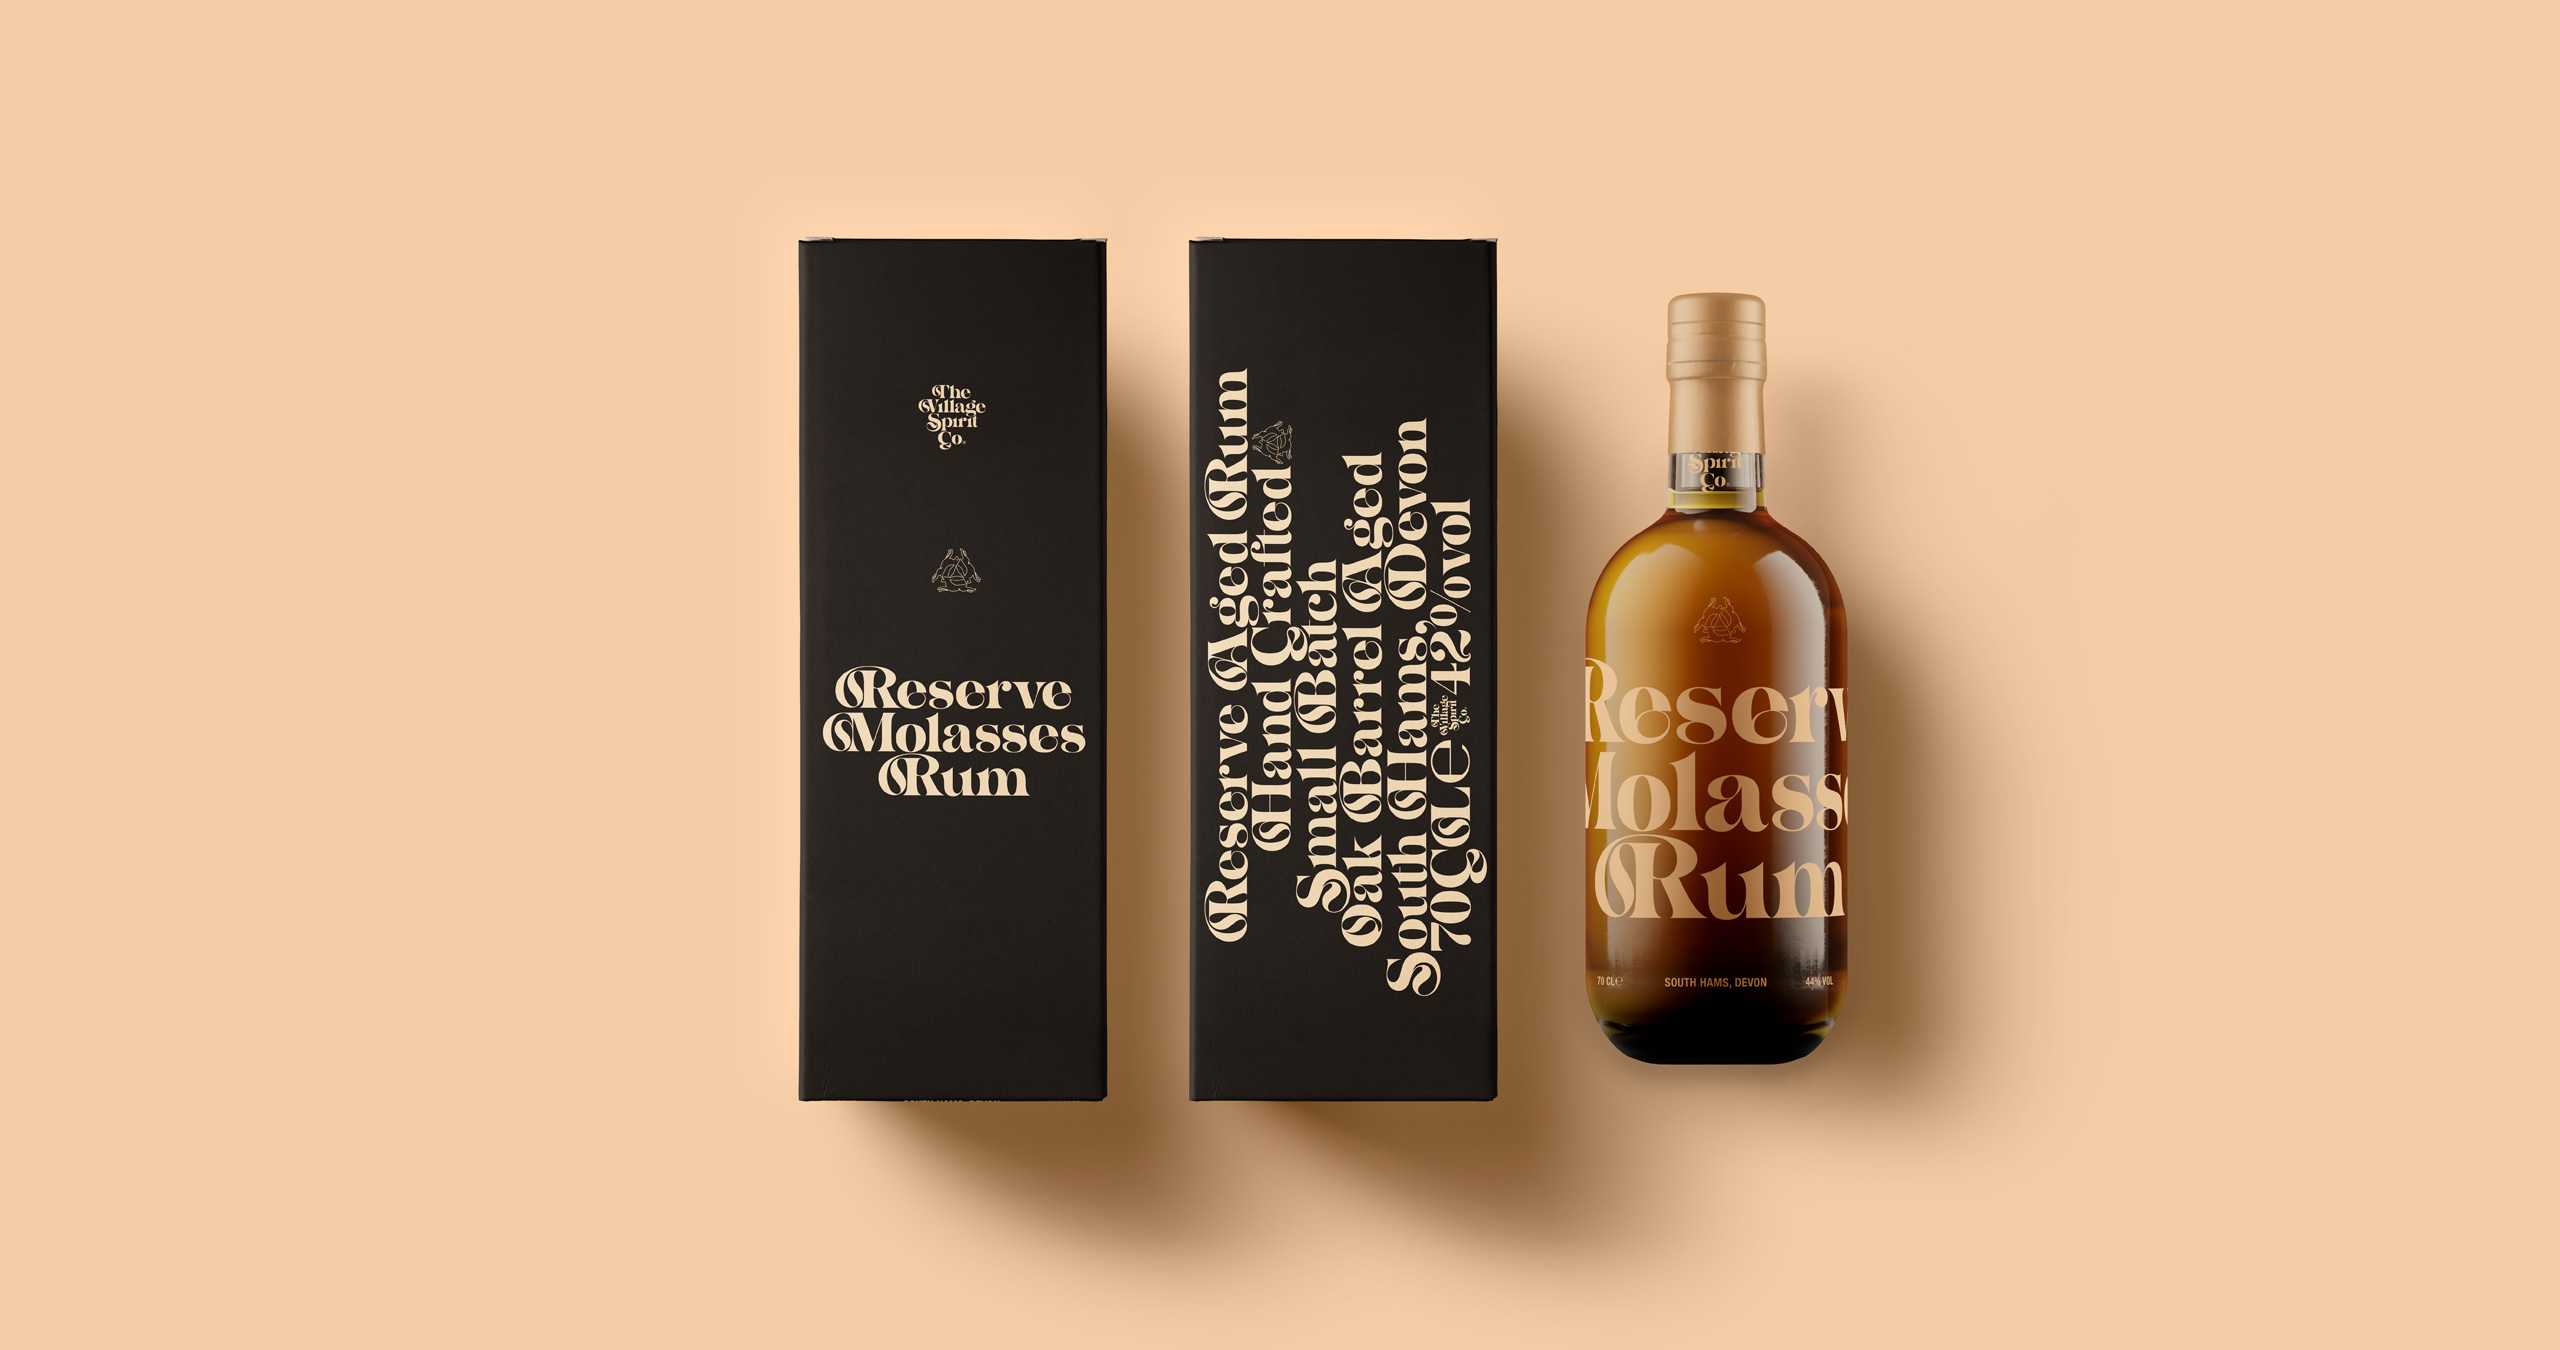 The
Village
Spirit
Co.
Reserve
Molasses
Rum
Reserve Aged Rum
Hand Crafted
Small Batch
Oak Barrel Aged
South Hams, Devon
70CL℮
The
Village
Spirit
Co.
42%vol
Spirit
Co.
Reserv
Molasse
Rum
70 CL℮ SOUTH HAMS, DEVON 44% VOL